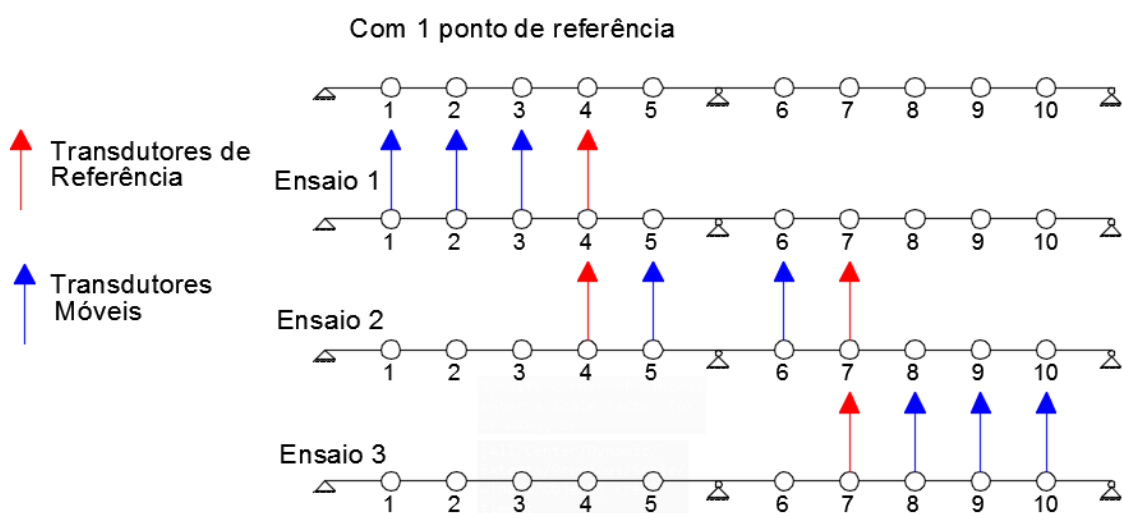 Com 1 ponto de referência
1 2 3 4 5 6 7 8 9 10
Transdutores de
Referência
Ensaio 1
1 2 3 4 5 6 7 8 9 10
Transdutores
Móveis
Ensaio 2
1 2 3 4 5 6 7 8 9 10
Ensaio 3
1 2 3 4 5 6 7 8 9 10